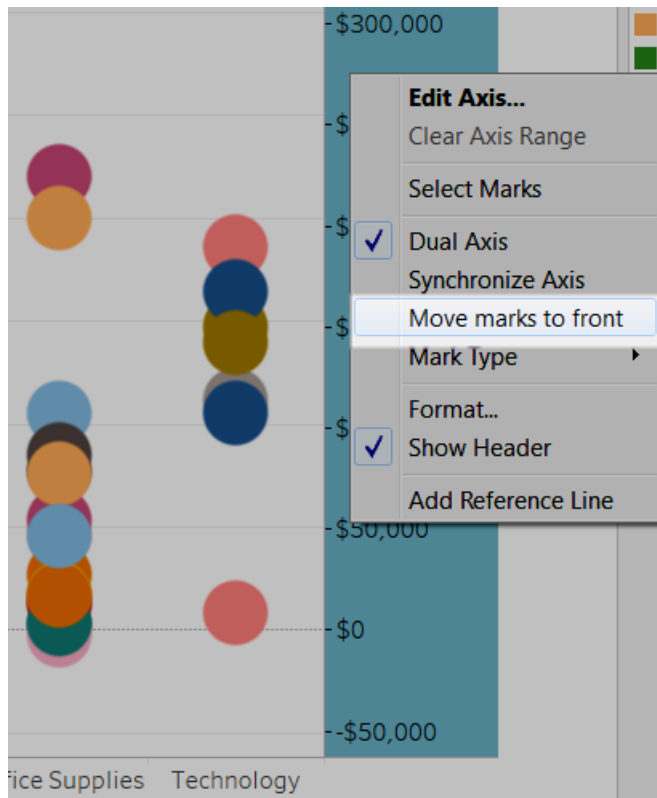 $300,000
Edit Axis...
$
Clear Axis Range
Select Marks
$
Dual Axis
Synchronize Axis
$
Move marks to front
Mark Type
Format...
$
Show Header
Add Reference Line
$50,000
$0
-$50,000
fice Supplies Technology